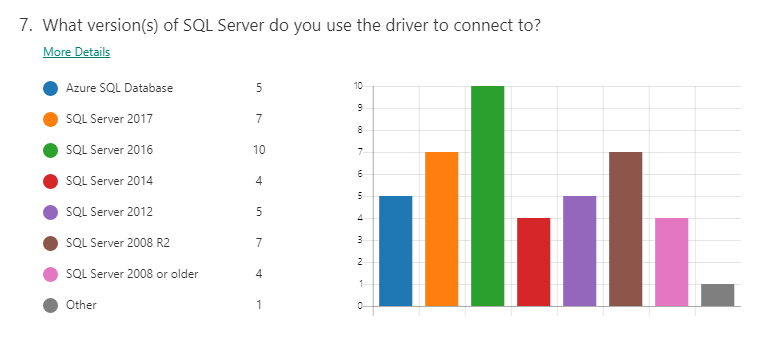 7. What version(s) of SQL Server do you use the driver to connect to?
More Details
Azure SQL Database 5
SQL Server 2017 7
SQL Server 2016 10
SQL Server 2014 4
SQL Server 2012 5
SQL Server 2008 R2 7
SQL Server 2008 or older 4
Other 1
10
9
8
7
6
5
4
3
2
1
0